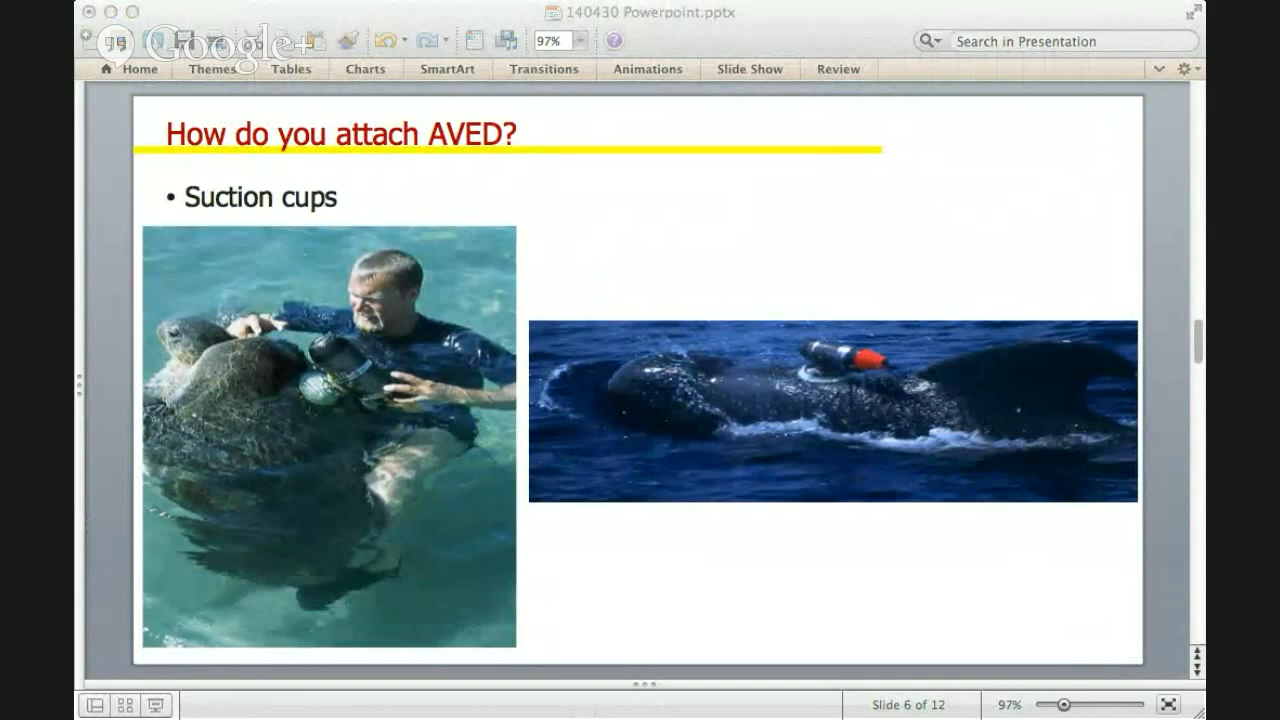 140430 Powerpoint.pptx
Google+
97%
Search in Presentation
Home Themes Tables Charts SmartArt Transitions Animations Slide Show Review
How do you attach AVED?
• Suction cups
Slide 6 of 12
97%